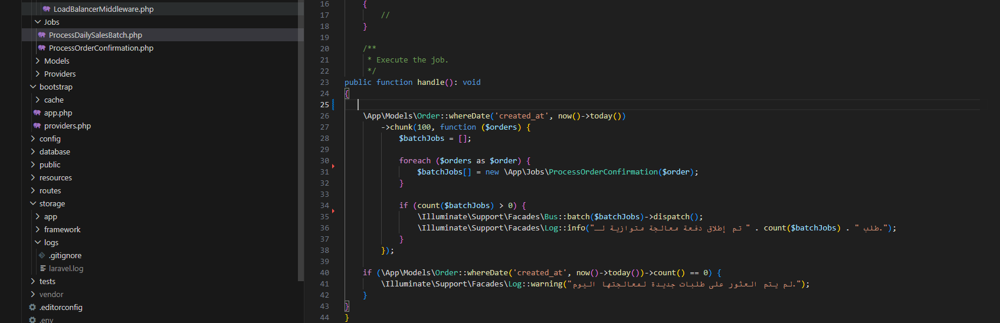 LoadBalancerMiddleware.php
Jobs
ProcessDailySalesBatch.php
ProcessOrderConfirmation.php
Models
Providers
bootstrap
cache
app.php
providers.php
config
database
public
resources
routes
storage
app
framework
logs
.gitignore
laravel.log
tests
vendor
.editorconfig
.env
16 {
17 //
18 }
19
20 /**
21 * Execute the job.
22 */
23 public function handle(): void
24 {
25
26 \App\Models\Order::whereDate('created_at', now()->today())
27 ->chunk(100, function ($orders) {
28 $batchJobs = [];
29
30 foreach ($orders as $order) {
31 $batchJobs[] = new \App\Jobs\ProcessOrderConfirmation($order);
32 }
33
34 if (count($batchJobs) > 0) {
35 \Illuminate\Support\Facades\Bus::batch($batchJobs)->dispatch();
36 \Illuminate\Support\Facades\Log::info("تم إطلاق دفعة معالجة متوازية لـ " . count($batchJobs) . " طلب.");
37 }
38 });
39
40 if (\App\Models\Order::whereDate('created_at', now()->today())->count() == 0) {
41 \Illuminate\Support\Facades\Log::warning("لم يتم العثور على طلبات جديدة لمعالجتها اليوم.");
42 }
43 }
44 }